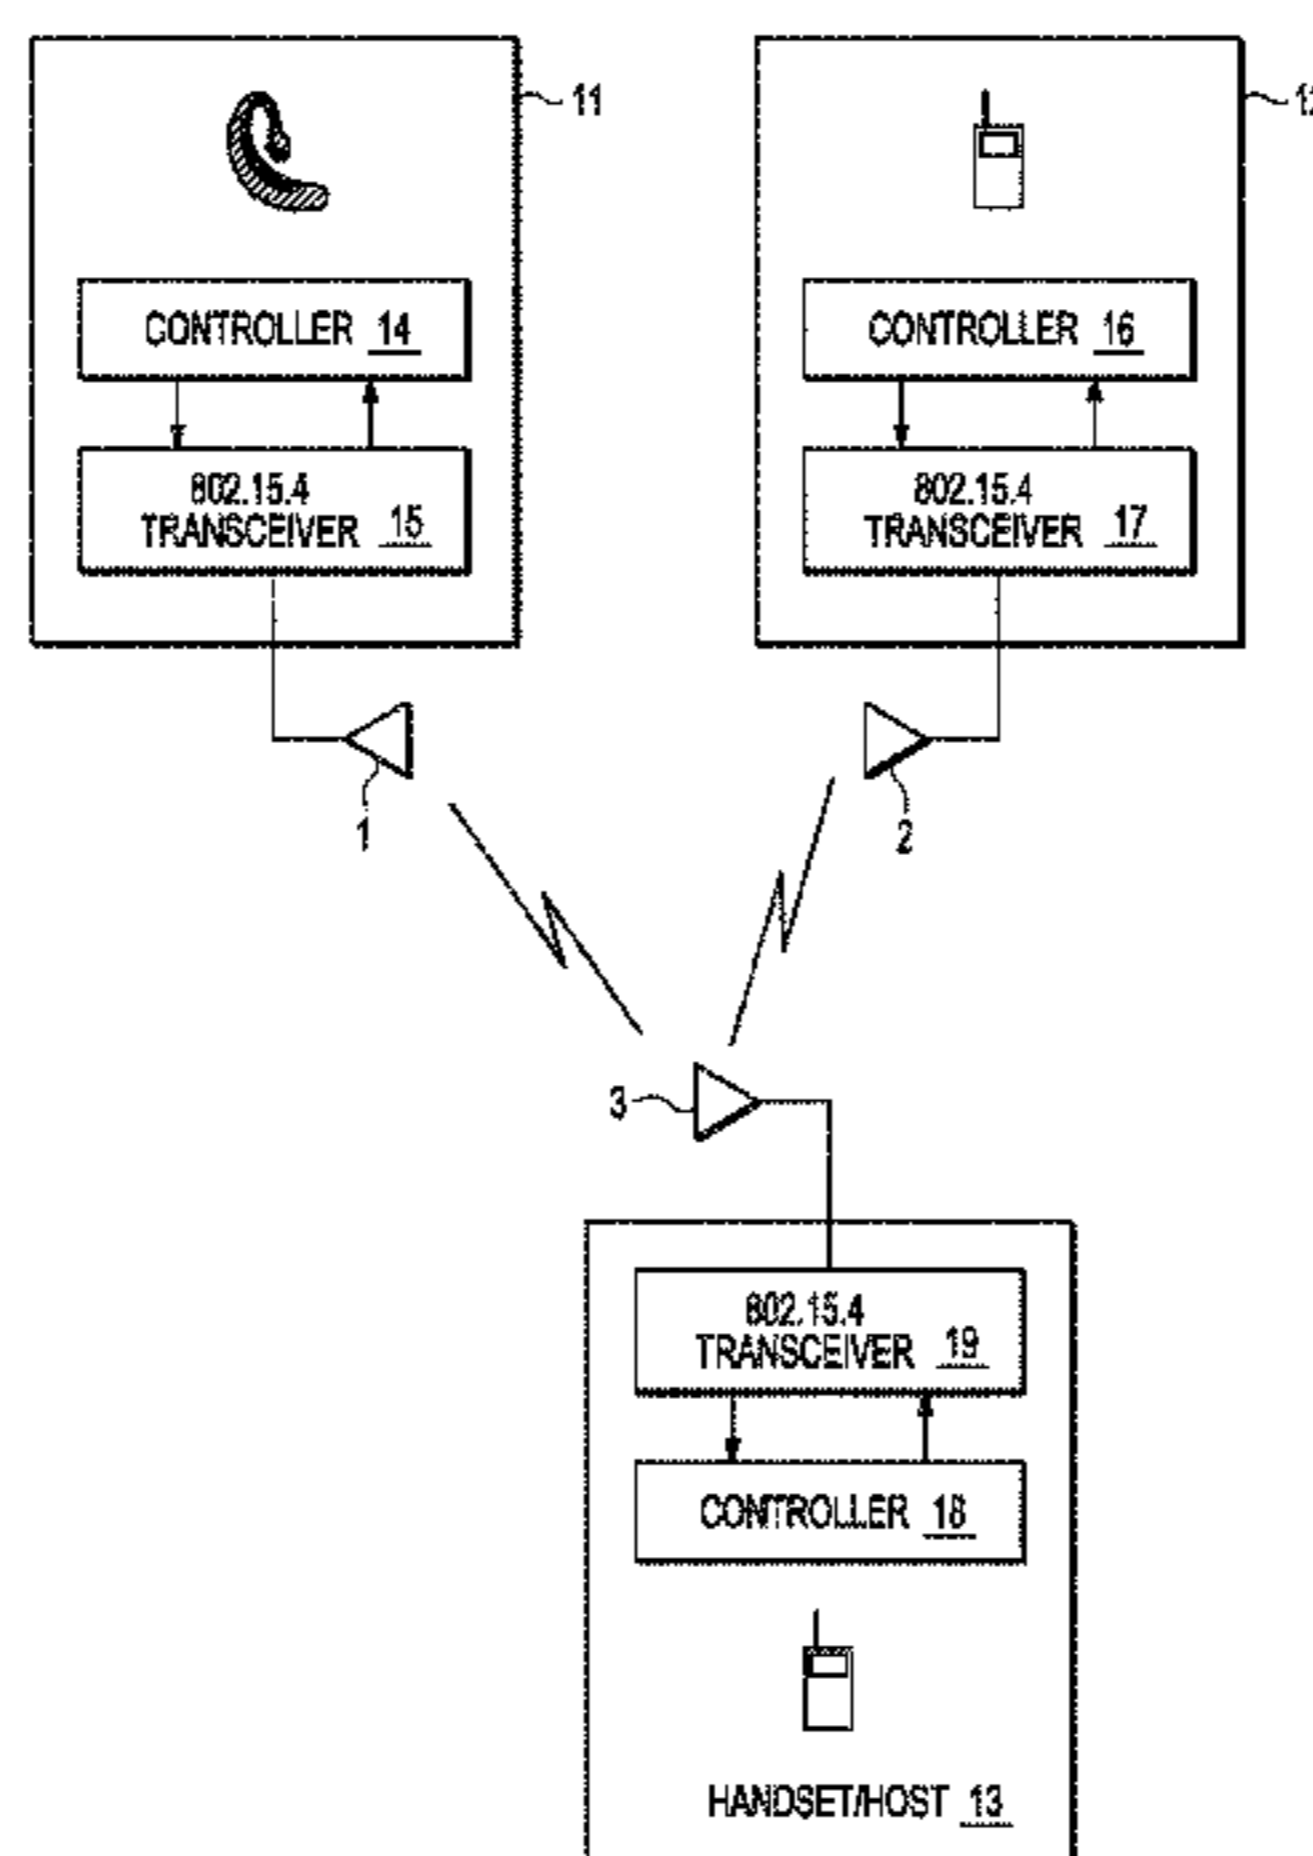 11
CONTROLLER 14
802.15.4
TRANSCEIVER 15
1
CONTROLLER 16
802.15.4
TRANSCEIVER 17
2
3
802.15.4
TRANSCEIVER 19
CONTROLLER 18
HANDSET/HOST 13